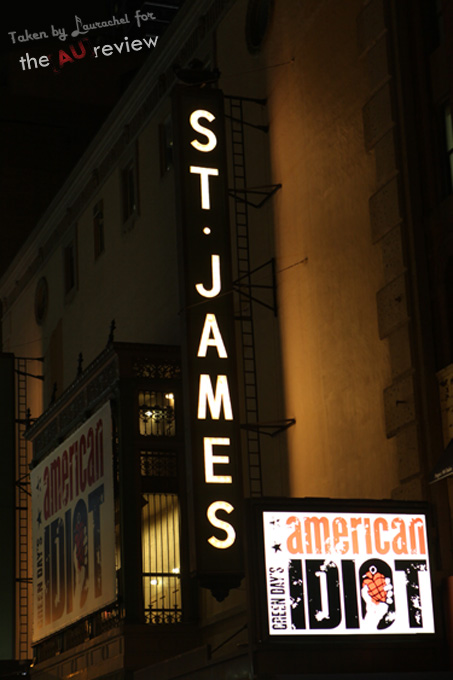 Taken by Laurachel for
the AU review
ST. JAMES
american
IDIOT
GREEN DAY'S
american
IDIOT
GREEN DAY'S